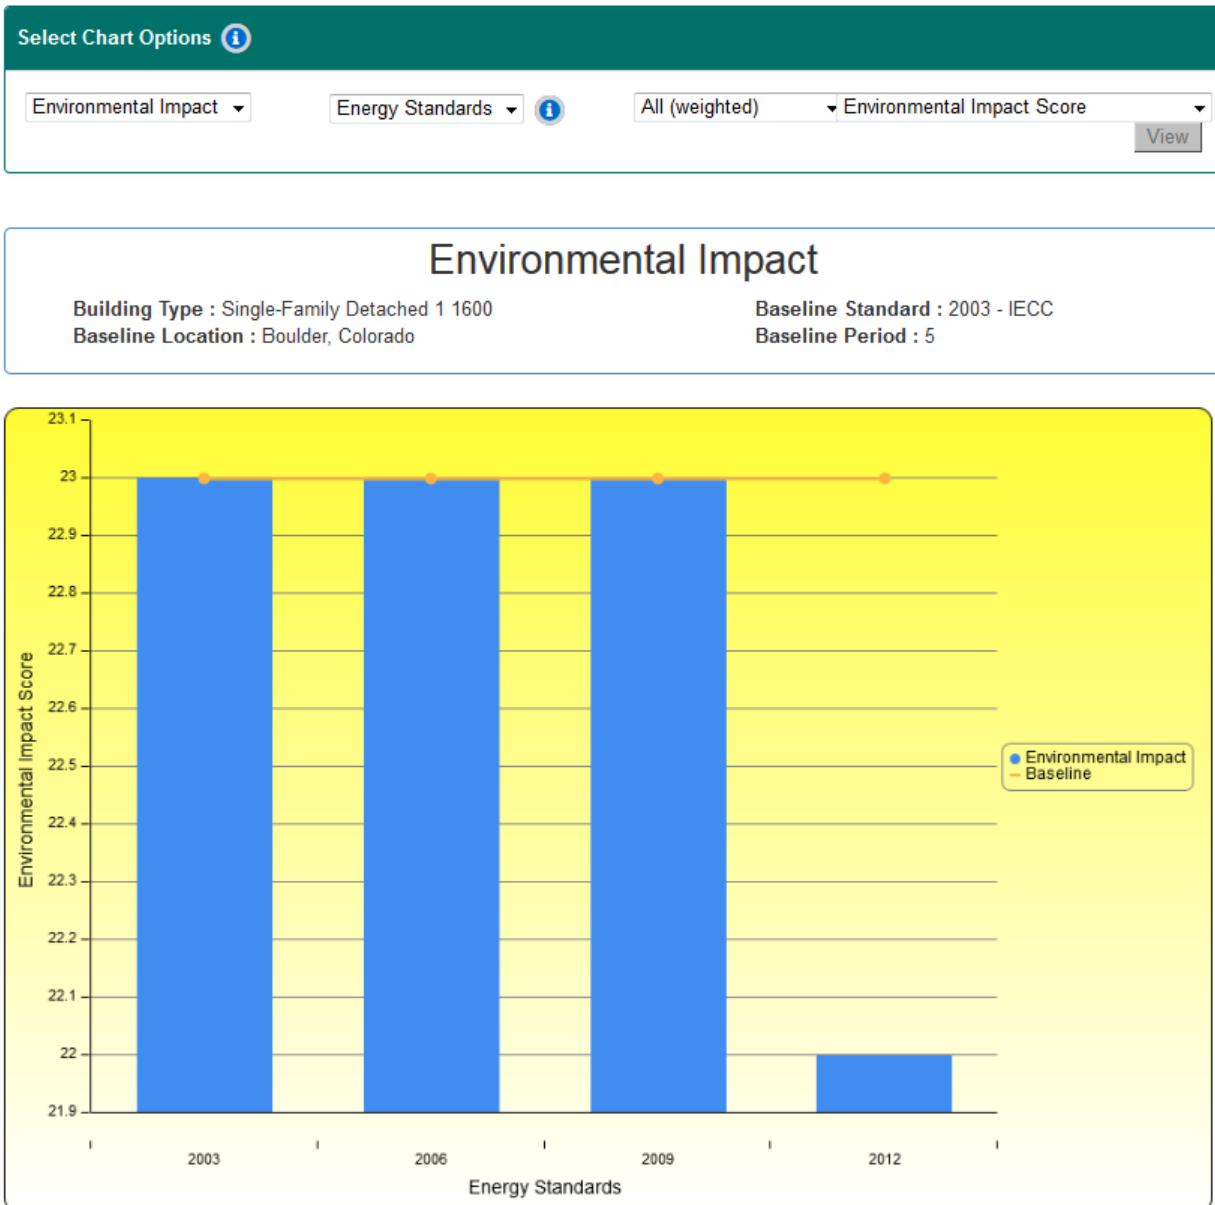 Select Chart Options
Environmental Impact
Energy Standards
All (weighted)
Environmental Impact Score
View
Environmental Impact
Building Type : Single-Family Detached 1 1600
Baseline Standard : 2003 - IECC
Baseline Location : Boulder, Colorado
Baseline Period : 5
23.1
23
22.9
22.8
22.7
22.6
22.5
22.4
22.3
22.2
22.1
22
21.9
Environmental Impact Score
Environmental Impact
Baseline
2003
2006
2009
2012
Energy Standards